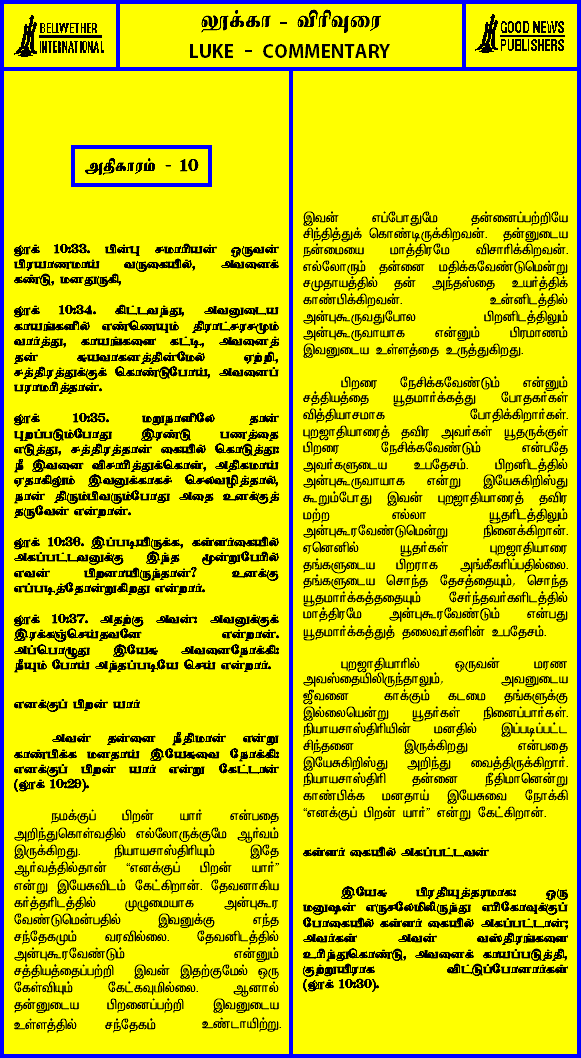 BELLWETHER
INTERNATIONAL
லூக்கா - விரிவுரை
LUKE - COMMENTARY
GOOD NEWS
PUBLISHERS
அதிகாரம் - 10
லூக் 10:33. பின்பு சமாரியன் ஒருவன்
பிரயாணமாய் வருகையில், அவனைக்
கண்டு, மனதுருகி,
லூக் 10:34. கிட்டவந்து, அவனுடைய
காயங்களில் எண்ணெயும் திராட்சரசமும்
வார்த்து, காயங்களை கட்டி, அவனைத்
தன் சுயவாகனத்தின்மேல் ஏற்றி,
சத்திரத்துக்குக் கொண்டுபோய், அவனைப்
பராமரித்தான்.
லூக் 10:35. மறுநாளிலே தான்
புறப்படும்போது இரண்டு பணத்தை
எடுத்து, சத்திரத்தான் கையில் கொடுத்து:
நீ இவனை விசாரித்துக்கொள், அதிகமாய்
ஏதாகிலும் இவனுக்காகச் செலவழித்தால்,
நான் திரும்பிவரும்போது அதை உனக்குத்
தருவேன் என்றான்.
லூக் 10:36. இப்படியிருக்க, கள்ளர்கையில்
அகப்பட்டவனுக்கு இந்த மூன்றுபேரில்
எவன் பிறனாயிருந்தான்? உனக்கு
எப்படித்தோன்றுகிறது என்றார்.
லூக் 10:37. அதற்கு அவன்: அவனுக்குக்
இரக்கஞ்செய்தவனே என்றான்.
அப்பொழுது இயேசு அவனைநோக்கி:
நீயும் போய் அந்தப்படியே செய் என்றார்.
எனக்குப் பிறன் யார்
அவன் தன்னை நீதிமான் என்று
காண்பிக்க மனதாய் இயேசுவை நோக்கி:
எனக்குப் பிறன் யார் என்று கேட்டான்
(லூக் 10:29).
நமக்குப் பிறன் யார் என்பதை
அறிந்துகொள்வதில் எல்லோருக்குமே ஆர்வம்
இருக்கிறது. நியாயசாஸ்திரியும் இதே
ஆர்வத்தில்தான் “எனக்குப் பிறன் யார்”
என்று இயேசுவிடம் கேட்கிறான். தேவனாகிய
கர்த்தரிடத்தில் முழுமையாக அன்புகூர
வேண்டுமென்பதில் இவனுக்கு எந்த
சந்தேகமும் வரவில்லை. தேவனிடத்தில்
அன்புகூரவேண்டும் என்னும்
சத்தியத்தைப்பற்றி இவன் இதற்குமேல் ஒரு
கேள்வியும் கேட்கவுமில்லை. ஆனால்
தன்னுடைய பிறனைப்பற்றி இவனுடைய
உள்ளத்தில் சந்தேகம் உண்டாயிற்று.
இவன் எப்போதுமே தன்னைப்பற்றியே
சிந்தித்துக் கொண்டிருக்கிறவன். தன்னுடைய
நன்மையை மாத்திரமே விசாரிக்கிறவன்.
எல்லோரும் தன்னை மதிக்கவேண்டுமென்று
சமுதாயத்தில் தன் அந்தஸ்தை உயர்த்திக்
காண்பிக்கிறவன். உன்னிடத்தில்
அன்புகூருவதுபோல பிறனிடத்திலும்
அன்புகூருவாயாக என்னும் பிரமாணம்
இவனுடைய உள்ளத்தை உருத்துகிறது.
பிறரை நேசிக்கவேண்டும் என்னும்
சத்தியத்தை யூதமார்க்கத்து போதகர்கள்
வித்தியாசமாக போதிக்கிறார்கள்.
புறஜாதியாரைத் தவிர அவர்கள் யூதருக்குள்
பிறரை நேசிக்கவேண்டும் என்பதே
அவர்களுடைய உபதேசம். பிறனிடத்தில்
அன்புகூருவாயாக என்று இயேசுகிறிஸ்து
கூறும்போது இவன் புறஜாதியாரைத் தவிர
மற்ற எல்லா யூதரிடத்திலும்
அன்புகூரவேண்டுமென்று நினைக்கிறான்.
ஏனெனில் யூதர்கள் புறஜாதியாரை
தங்களுடைய பிறராக அங்கீகரிப்பதில்லை.
தங்களுடைய சொந்த தேசத்தையும், சொந்த
யூதமார்க்கத்ததையும் சேர்ந்தவர்களிடத்தில்
மாத்திரமே அன்புகூரவேண்டும் என்பது
யூதமார்க்கத்துத் தலைவர்களின் உபதேசம்.
புறஜாதியாரில் ஒருவன் மரண
அவஸ்தையிலிருந்தாலும், அவனுடைய
ஜீவனை காக்கும் கடமை தங்களுக்கு
இல்லையென்று யூதர்கள் நினைப்பார்கள்.
நியாயசாஸ்திரியின் மனதில் இப்படிப்பட்ட
சிந்தனை இருக்கிறது என்பதை
இயேசுகிறிஸ்து அறிந்து வைத்திருக்கிறார்.
நியாயசாஸ்திரி தன்னை நீதிமானென்று
காண்பிக்க மனதாய் இயேசுவை நோக்கி
“எனக்குப் பிறன் யார்” என்று கேட்கிறான்.
கள்ளர் கையில் அகப்பட்டவன்
இயேசு பிரதியுத்தரமாக: ஒரு
மனுஷன் எருசலேமிலிருந்து எரிகோவுக்குப்
போகையில் கள்ளர் கையில் அகப்பட்டான்;
அவர்கள் அவன் வஸ்திரங்களை
உரிந்துகொண்டு, அவனைக் காயப்படுத்தி,
குற்றுயிராக விட்டுப்போனார்கள்
(லூக் 10:30).